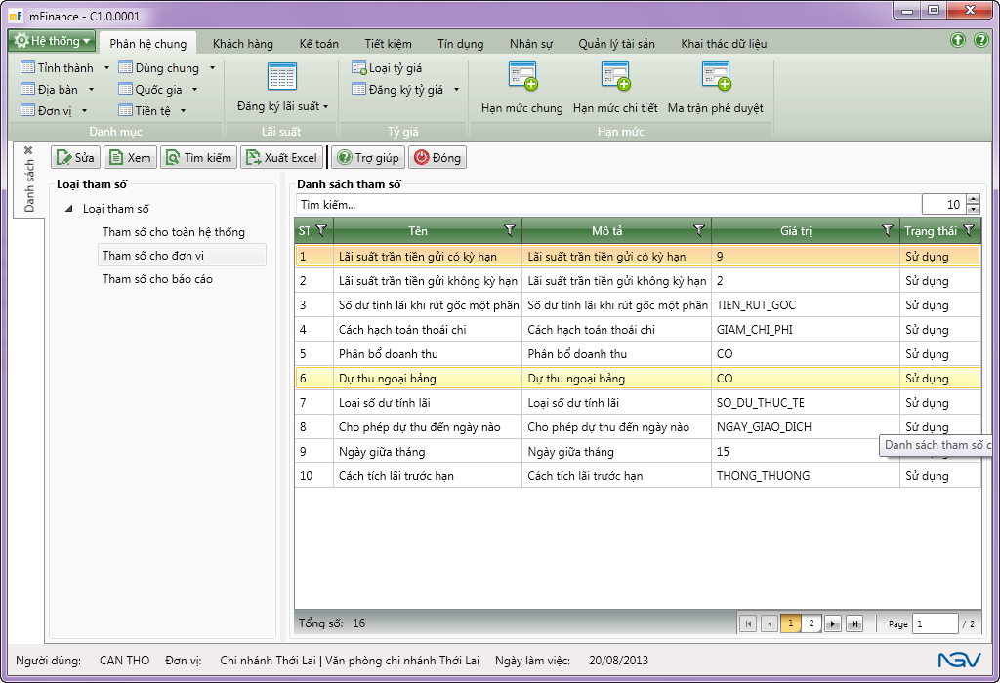 mF mFinance - C1.0.0001
Hệ thống Phân hệ chung Khách hàng Kế toán Tiết kiệm Tín dụng Nhân sự Quản lý tài sản Khai thác dữ liệu
Tỉnh thành Dùng chung
Địa bàn Quốc gia
Đơn vị Tiền tệ
Danh mục
Đăng ký lãi suất
Lãi suất
Loại tỷ giá
Đăng ký tỷ giá
Tỷ giá
Hạn mức chung Hạn mức chi tiết Ma trận phê duyệt
Hạn mức
Danh sách
Sửa Xem Tìm kiếm Xuất Excel Trợ giúp Đóng
Loại tham số
Loại tham số
Tham số cho toàn hệ thống
Tham số cho đơn vị
Tham số cho báo cáo
Danh sách tham số
Tìm kiếm... 10
ST Tên Mô tả Giá trị Trạng thái
1 Lãi suất trần tiền gửi có kỳ hạn Lãi suất trần tiền gửi có kỳ hạn 9 Sử dụng
2 Lãi suất trần tiền gửi không kỳ hạn Lãi suất trần tiền gửi không kỳ hạn 2 Sử dụng
3 Số dư tính lãi khi rút gốc một phần Số dư tính lãi khi rút gốc một phần TIEN_RUT_GOC Sử dụng
4 Cách hạch toán thoái chi Cách hạch toán thoái chi GIAM_CHI_PHI Sử dụng
5 Phân bổ doanh thu Phân bổ doanh thu CO Sử dụng
6 Dự thu ngoại bảng Dự thu ngoại bảng CO Sử dụng
7 Loại số dư tính lãi Loại số dư tính lãi SO_DU_THUC_TE Sử dụng
8 Cho phép dự thu đến ngày nào Cho phép dự thu đến ngày nào NGAY_GIAO_DICH Sử dụng
Danh sách tham số c
9 Ngày giữa tháng Ngày giữa tháng 15
10 Cách tích lãi trước hạn Cách tích lãi trước hạn THONG_THUONG Sử dụng
Tổng số: 16 1 2 Page 1 / 2
Người dùng: CAN THO Đơn vị: Chi nhánh Thới Lai | Văn phòng chi nhánh Thới Lai Ngày làm việc: 20/08/2013 NGV